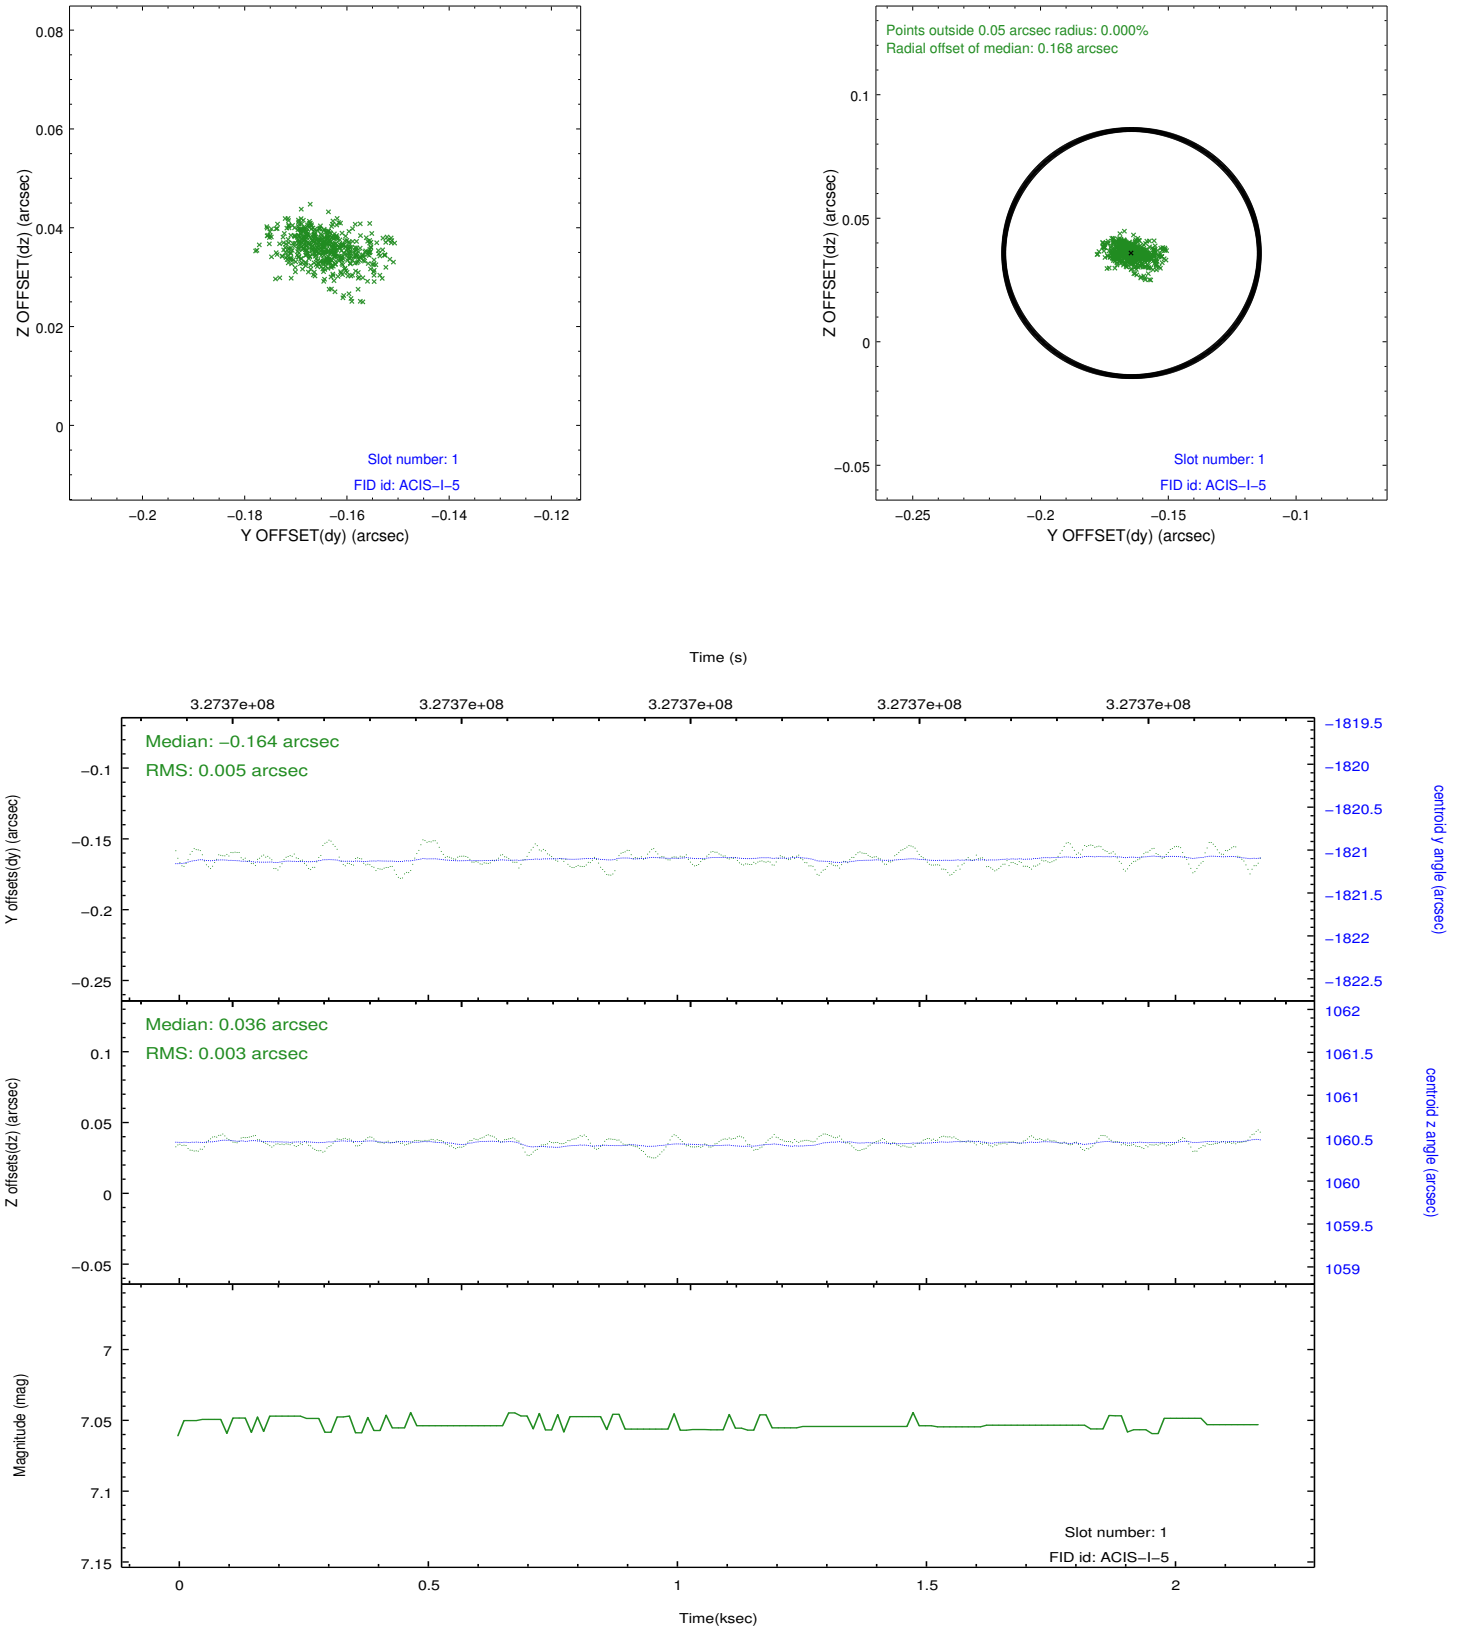 0.08
0.06
0.04
0.02
0
Z OFFSET(dz) (arcsec)
Slot number: 1
FID id: ACIS−I−5
−0.2
−0.18
−0.16
−0.14
−0.12
Y OFFSET(dy) (arcsec)
Points outside 0.05 arcsec radius: 0.000%
Radial offset of median: 0.168 arcsec
0.1
0.05
0
−0.05
Z OFFSET(dz) (arcsec)
Slot number: 1
FID id: ACIS−I−5
−0.25
−0.2
−0.15
−0.1
Y OFFSET(dy) (arcsec)
Time (s)
3.2737e+08
3.2737e+08
3.2737e+08
3.2737e+08
3.2737e+08
Median: −0.164 arcsec
RMS: 0.005 arcsec
−0.1
−0.15
−0.2
−0.25
Y offsets(dy) (arcsec)
−1819.5
−1820
−1820.5
−1821
−1821.5
−1822
−1822.5
centroid y angle (arcsec)
Median: 0.036 arcsec
RMS: 0.003 arcsec
0.1
0.05
0
−0.05
Z offsets(dz) (arcsec)
1062
1061.5
1061
1060.5
1060
1059.5
1059
centroid z angle (arcsec)
7
7.05
7.1
7.15
Magnitude (mag)
Slot number: 1
FID id: ACIS−I−5
0
0.5
1
1.5
2
Time(ksec)